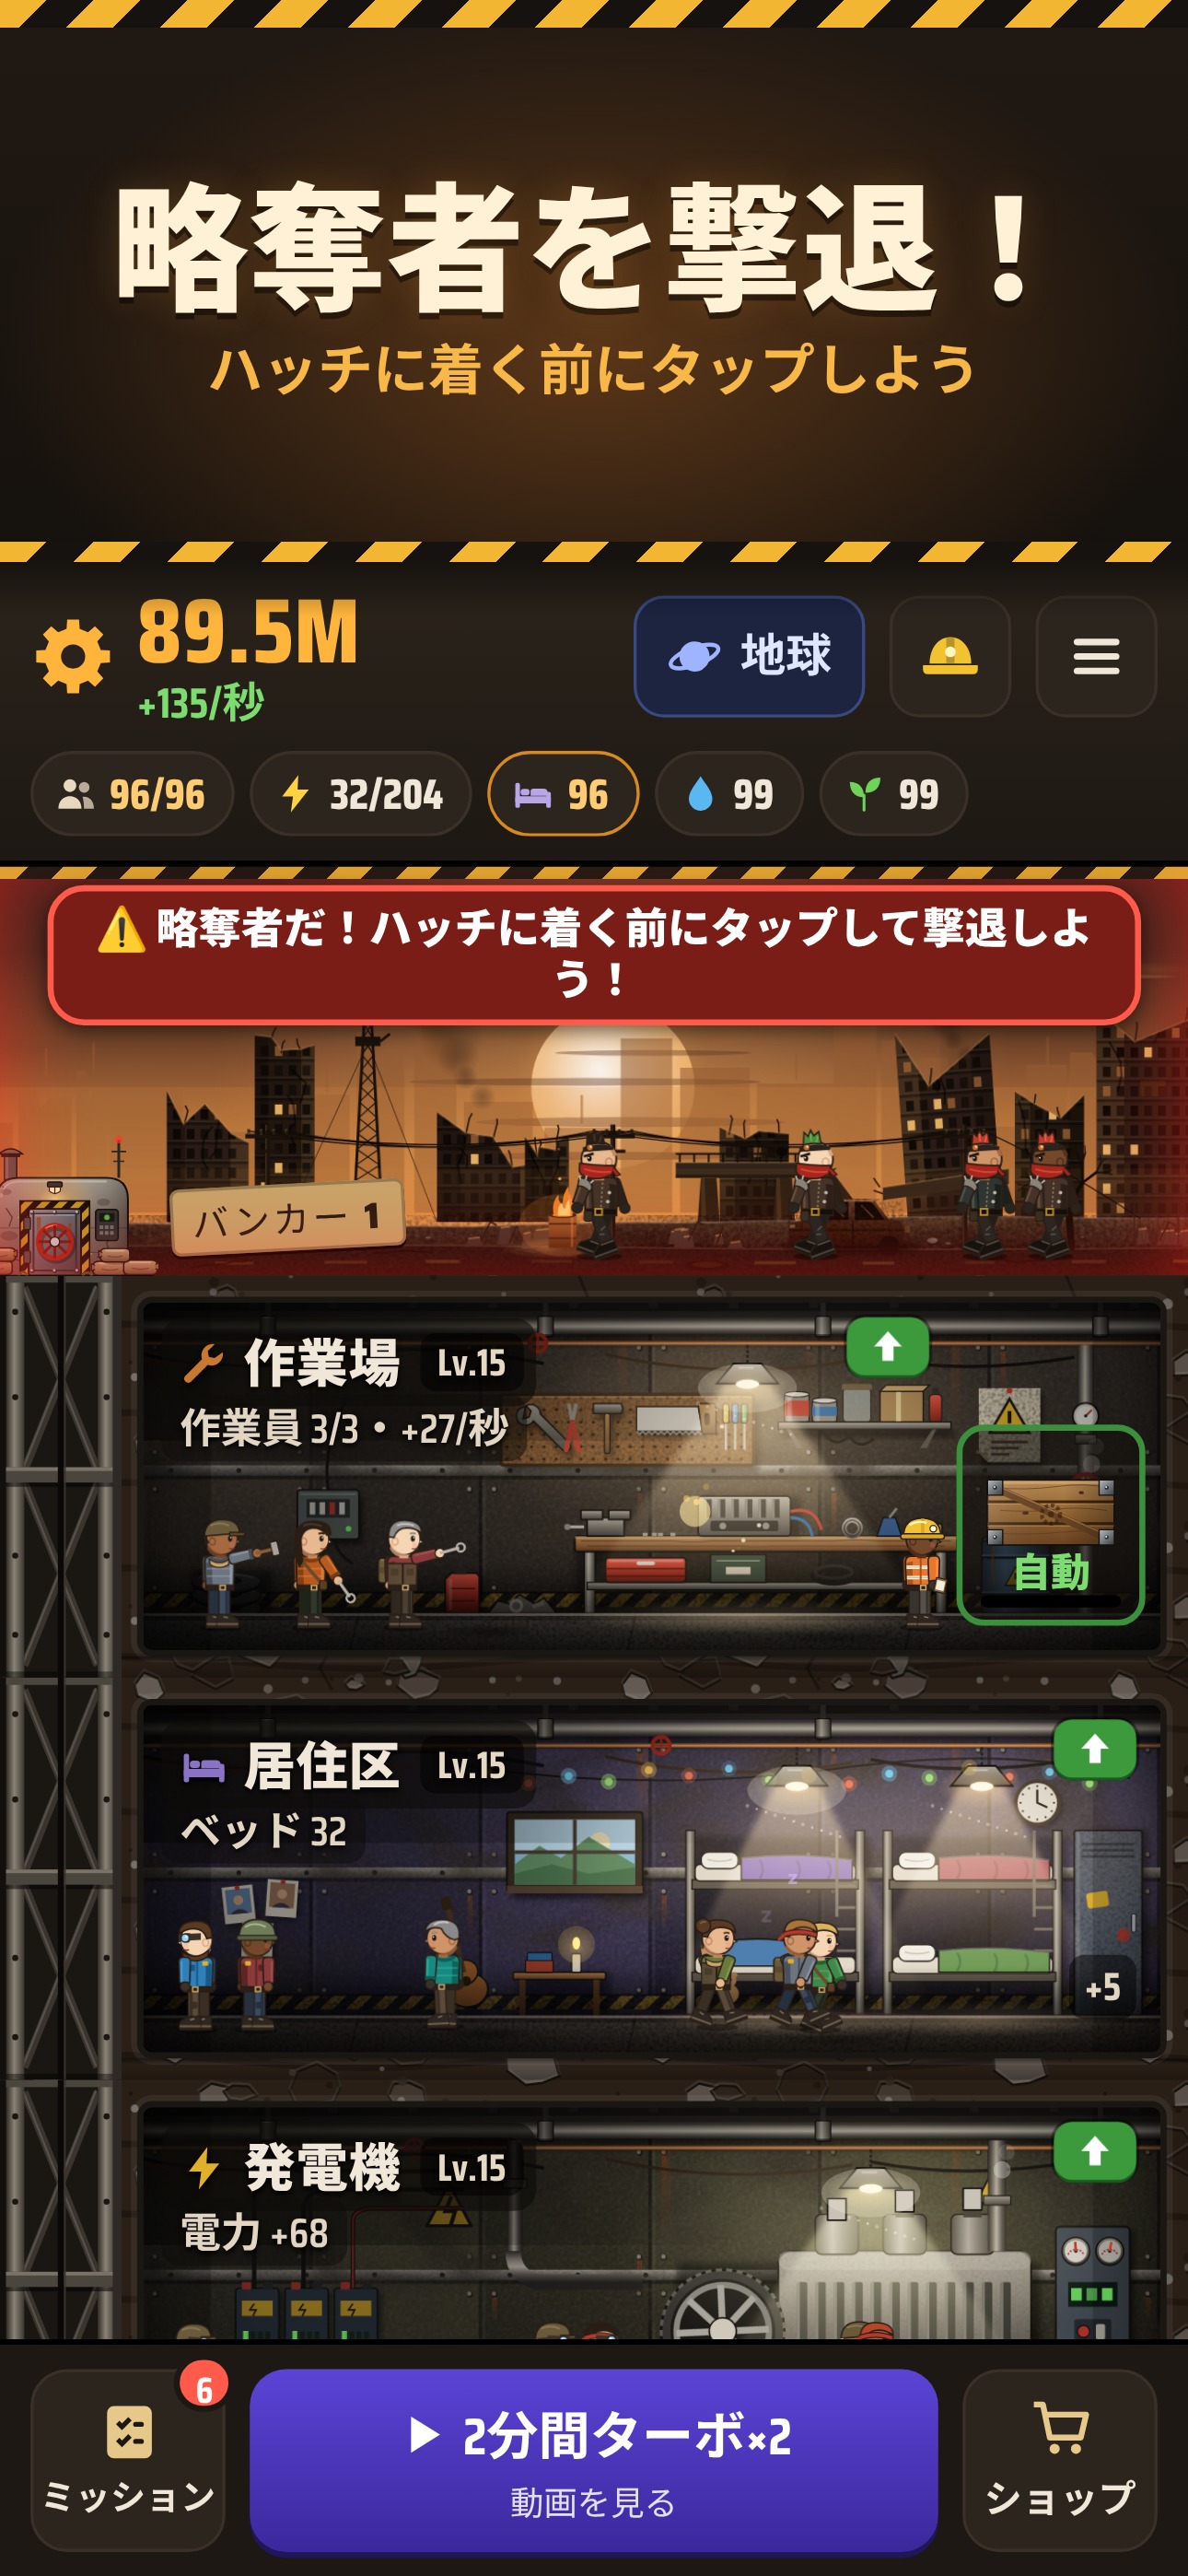 略奪者を撃退！
ハッチに着く前にタップしよう
89.5M
+135/秒
地球
96/96
32/204
96
99
99
⚠️ 略奪者だ！ハッチに着く前にタップして撃退しよ
う！
バンカー 1
作業場 Lv.15
作業員 3/3・+27/秒
自動
居住区 Lv.15
ベッド 32
z
z
+5
発電機 Lv.15
電力 +68
6
ミッション
▶ 2分間ターボ×2
動画を見る
ショップ